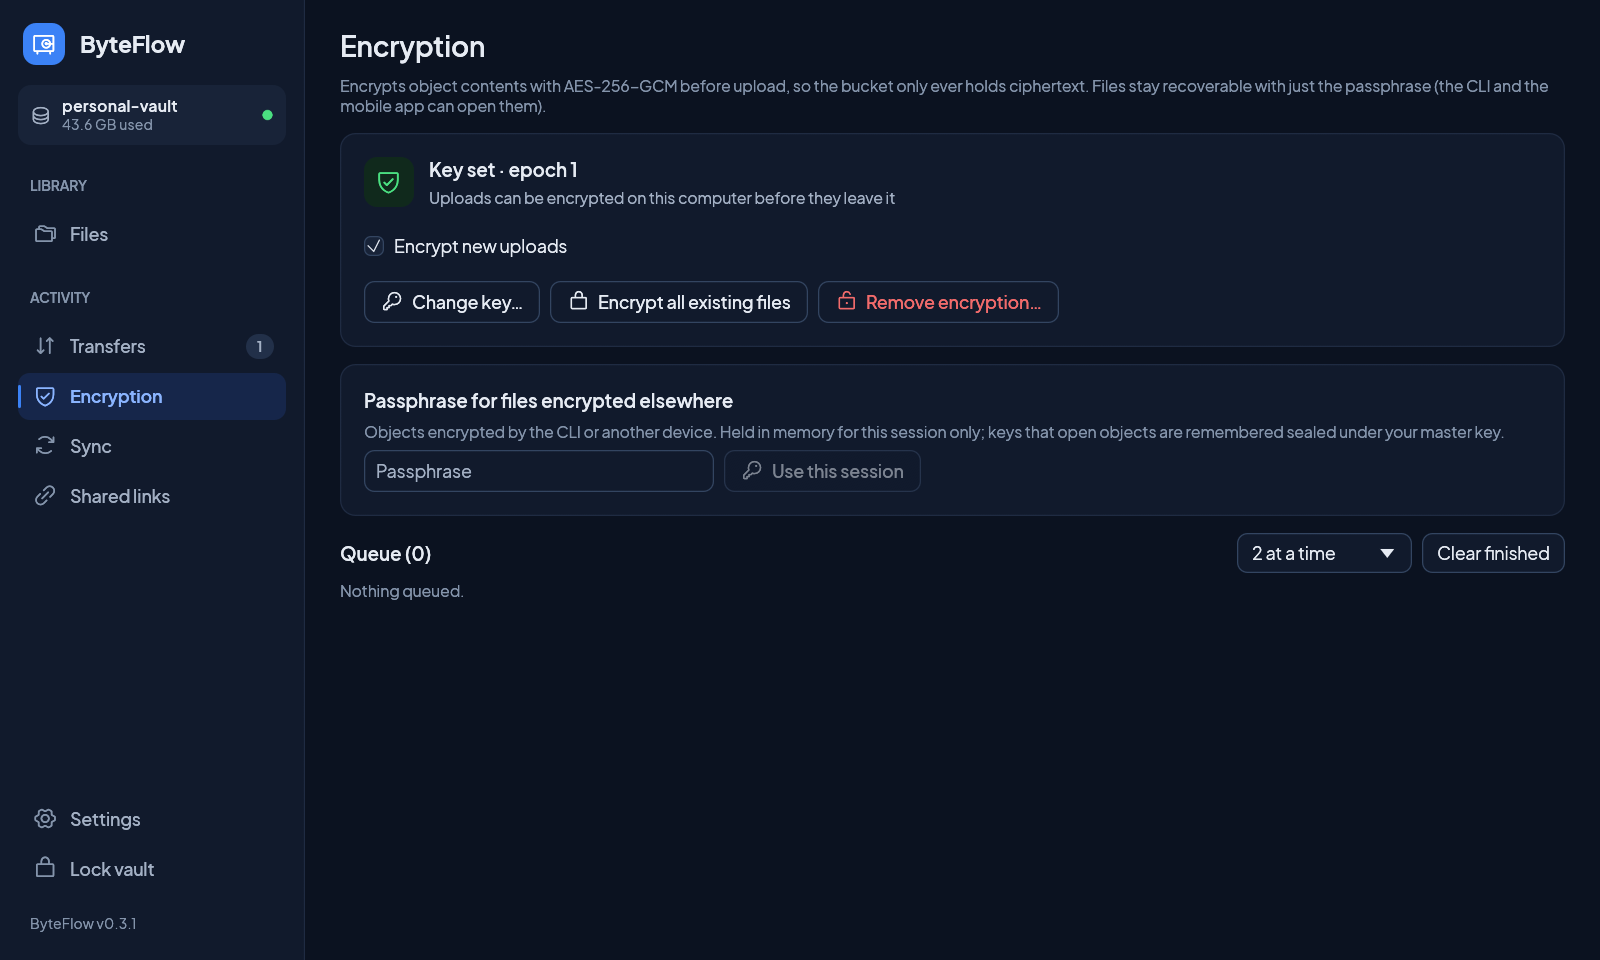 ByteFlow
personal-vault
43.6 GB used
LIBRARY
Files
ACTIVITY
Transfers 1
Encryption
Sync
Shared links
Settings
Lock vault
ByteFlow v0.3.1
Encryption
Encrypts object contents with AES-256-GCM before upload, so the bucket only ever holds ciphertext. Files stay recoverable with just the passphrase (the CLI and the
mobile app can open them).
Key set · epoch 1
Uploads can be encrypted on this computer before they leave it
Encrypt new uploads
Change key… Encrypt all existing files Remove encryption…
Passphrase for files encrypted elsewhere
Objects encrypted by the CLI or another device. Held in memory for this session only; keys that open objects are remembered sealed under your master key.
Passphrase Use this session
Queue (0) 2 at a time Clear finished
Nothing queued.